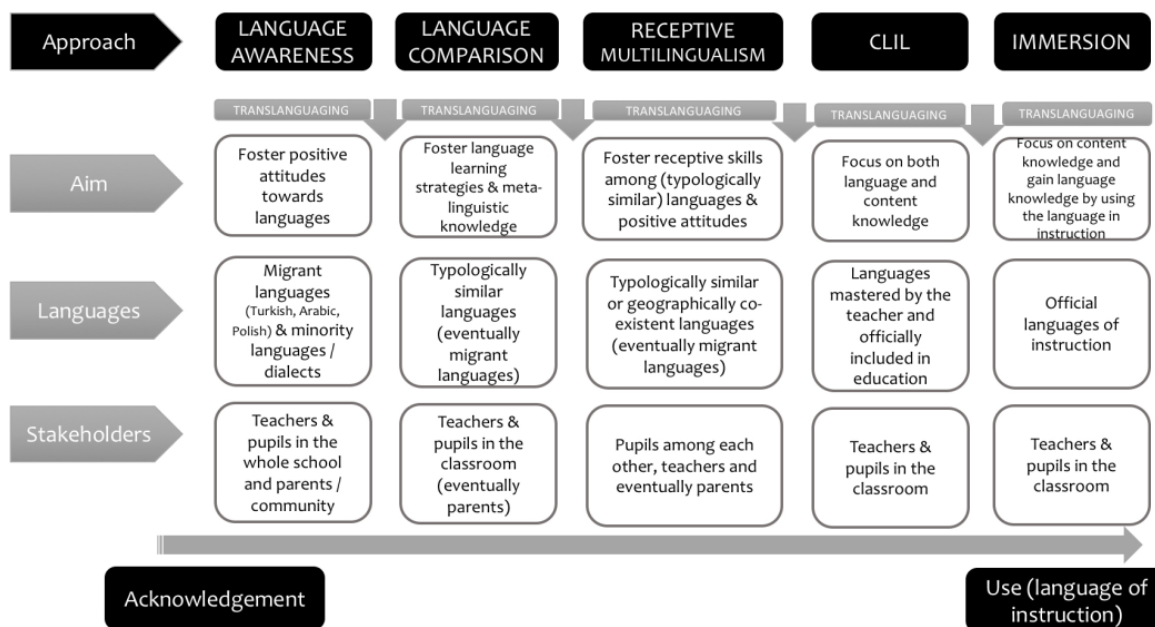 Approach
LANGUAGE
AWARENESS
LANGUAGE
COMPARISON
RECEPTIVE
MULTILINGUALISM
CLIL
IMMERSION
TRANSLANGUAGING
TRANSLANGUAGING
TRANSLANGUAGING
TRANSLANGUAGING
TRANSLANGUAGING
Aim
Foster positive
attitudes
towards
languages
Foster language
learning
strategies & meta-
linguistic
knowledge
Foster receptive skills
among (typologically
similar) languages &
positive attitudes
Focus on both
language and
content
knowledge
Focus on content
knowledge and
gain language
knowledge by using
the language in
instruction
Languages
Migrant
languages
(Turkish, Arabic,
Polish) & minority
languages /
dialects
Typologically
similar
languages
(eventually
migrant
languages)
Typologically similar
or geographically co-
existent languages
(eventually migrant
languages)
Languages
mastered by the
teacher and
officially
included in
education
Official
languages of
instruction
Stakeholders
Teachers &
pupils in the
whole school
and parents /
community
Teachers &
pupils in the
classroom
(eventually
parents)
Pupils among each
other, teachers and
eventually parents
Teachers &
pupils in the
classroom
Teachers &
pupils in the
classroom
Acknowledgement
Use (language of
instruction)